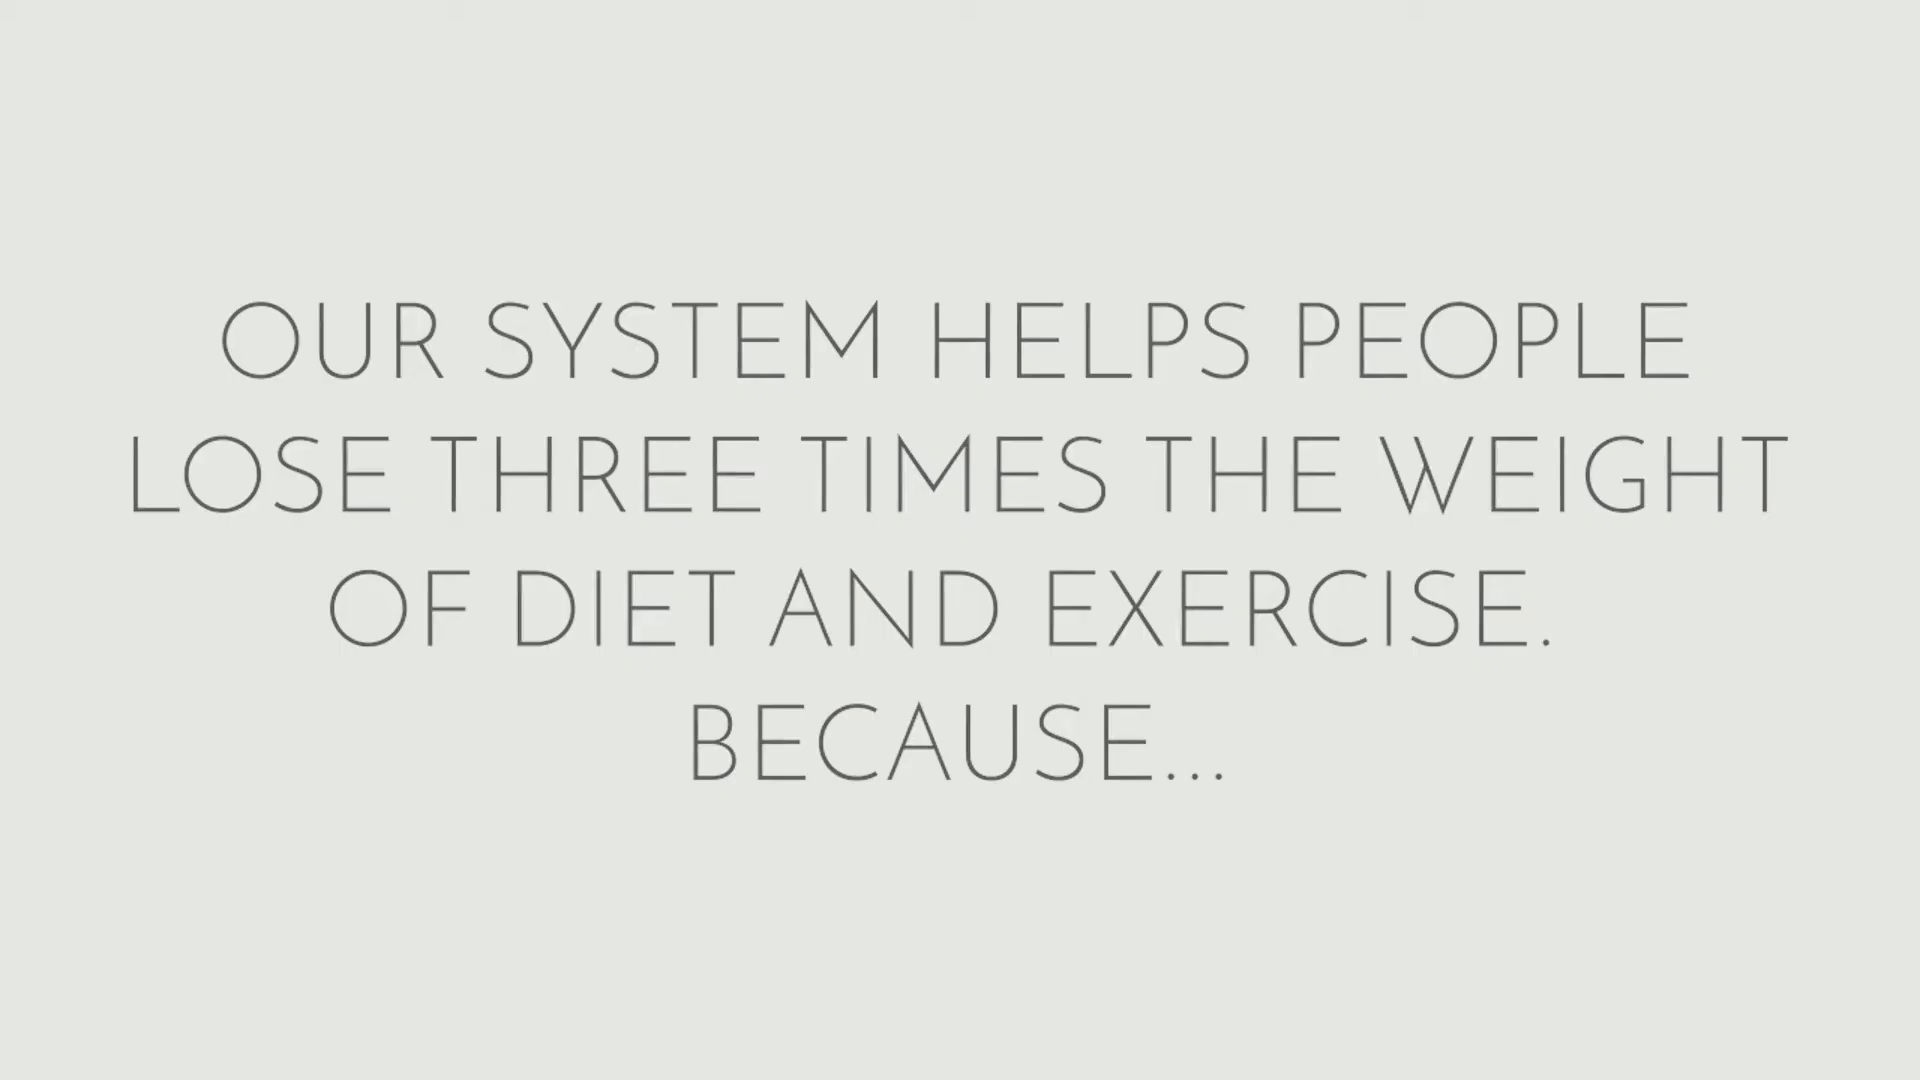 OUR SYSTEM HELPS PEOPLE
LOSE THREE TIMES THE WEIGHT
OF DIET AND EXERCISE.
BECAUSE...